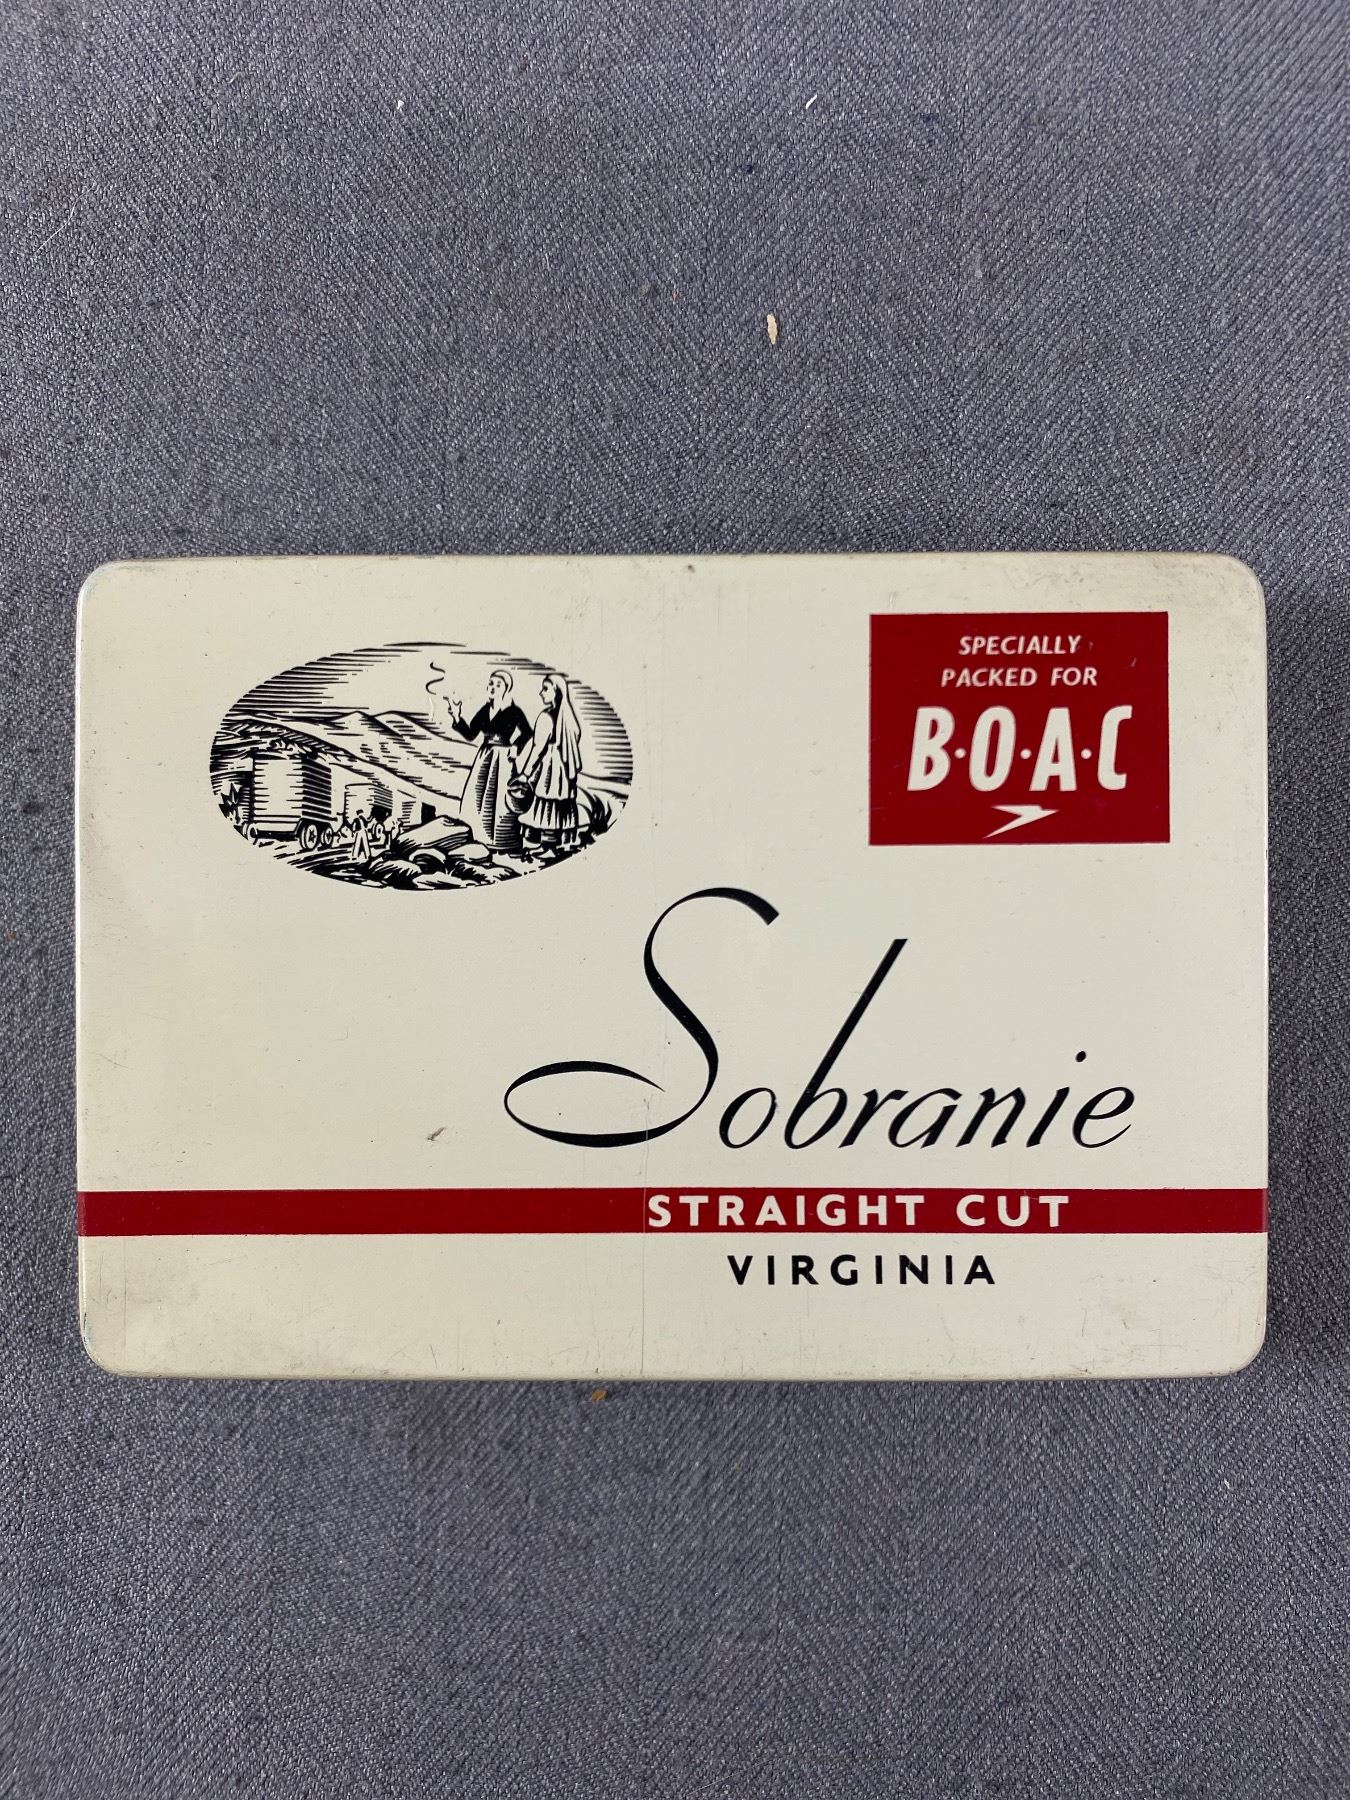 SPECIALLY
PACKED FOR
B·O·A·C
Sobranie
STRAIGHT CUT
VIRGINIA